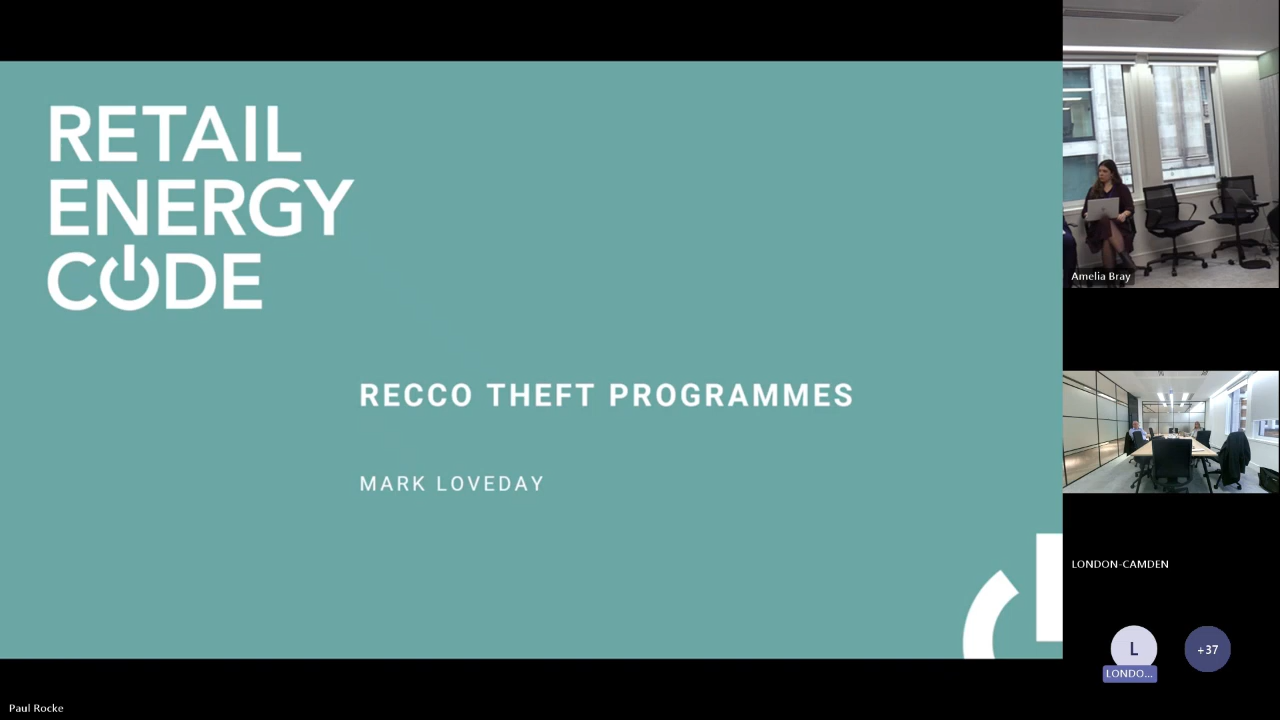 RETAIL
ENERGY
CODE
RECCO THEFT PROGRAMMES
MARK LOVEDAY
Amelia Bray
LONDON-CAMDEN
L
+37
LONDO...
Paul Rocke